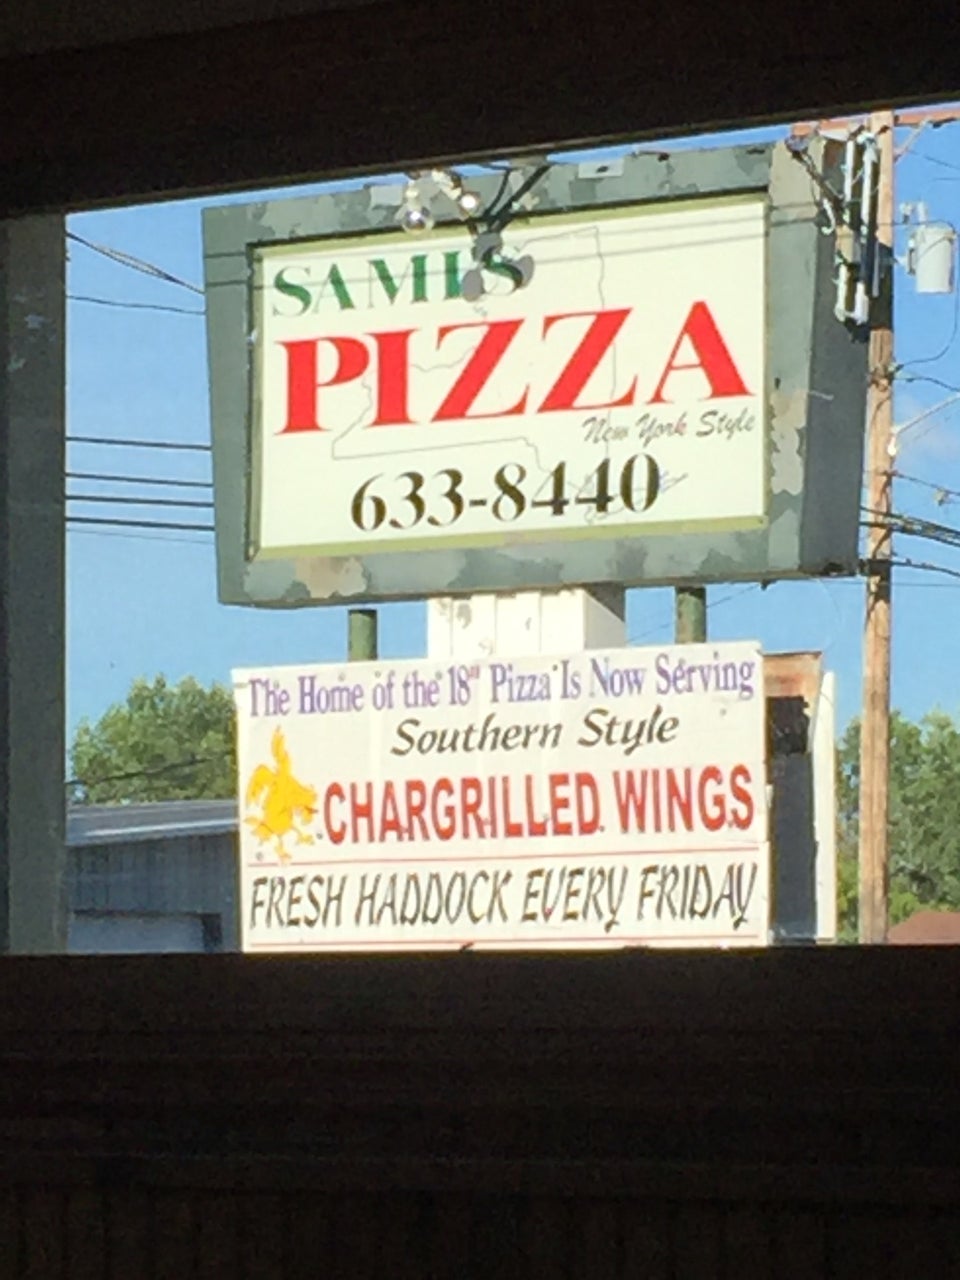 SAMI'S
PIZZA
New York Style
633-8440
The Home of the 18" Pizza Is Now Serving
Southern Style
CHARGRILLED WINGS
FRESH HADDOCK EVERY FRIDAY